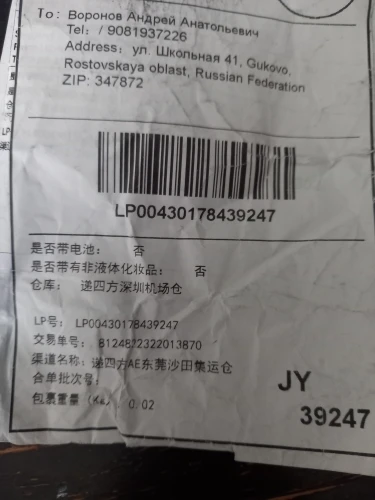 To: Воронов Андрей Анатольевич
Tel: / 9081937226
Address: ул. Школьная 41, Gukovo,
Rostovskaya oblast, Russian Federation
ZIP: 347872
LP00430178439247
是否带电池： 否
是否带有非液体化妆品： 否
仓库： 递四方深圳机场仓
LP号： LP00430178439247
交易单号： 8124812322013870
渠道名称： 递四方AE东莞沙田集运仓
合单批次号：
包裹重量 (Kg) 0.02
JY
39247